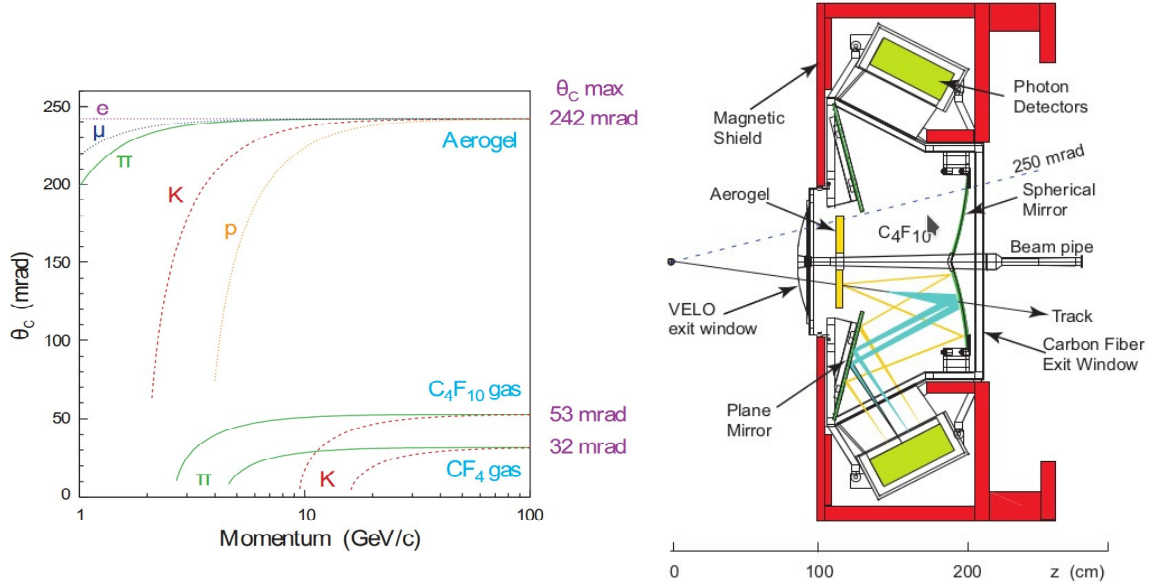 θC (mrad)
250
200
150
100
50
0
e
μ
π
K
p
Aerogel
C4F10 gas
CF4 gas
π
K
θC max
242 mrad
53 mrad
32 mrad
1
10
100
Momentum (GeV/c)
Magnetic
Shield
Photon
Detectors
250 mrad
Aerogel
Spherical
Mirror
C4F10
Beam pipe
VELO
exit window
Track
Carbon Fiber
Exit Window
Plane
Mirror
0
100
200
z (cm)